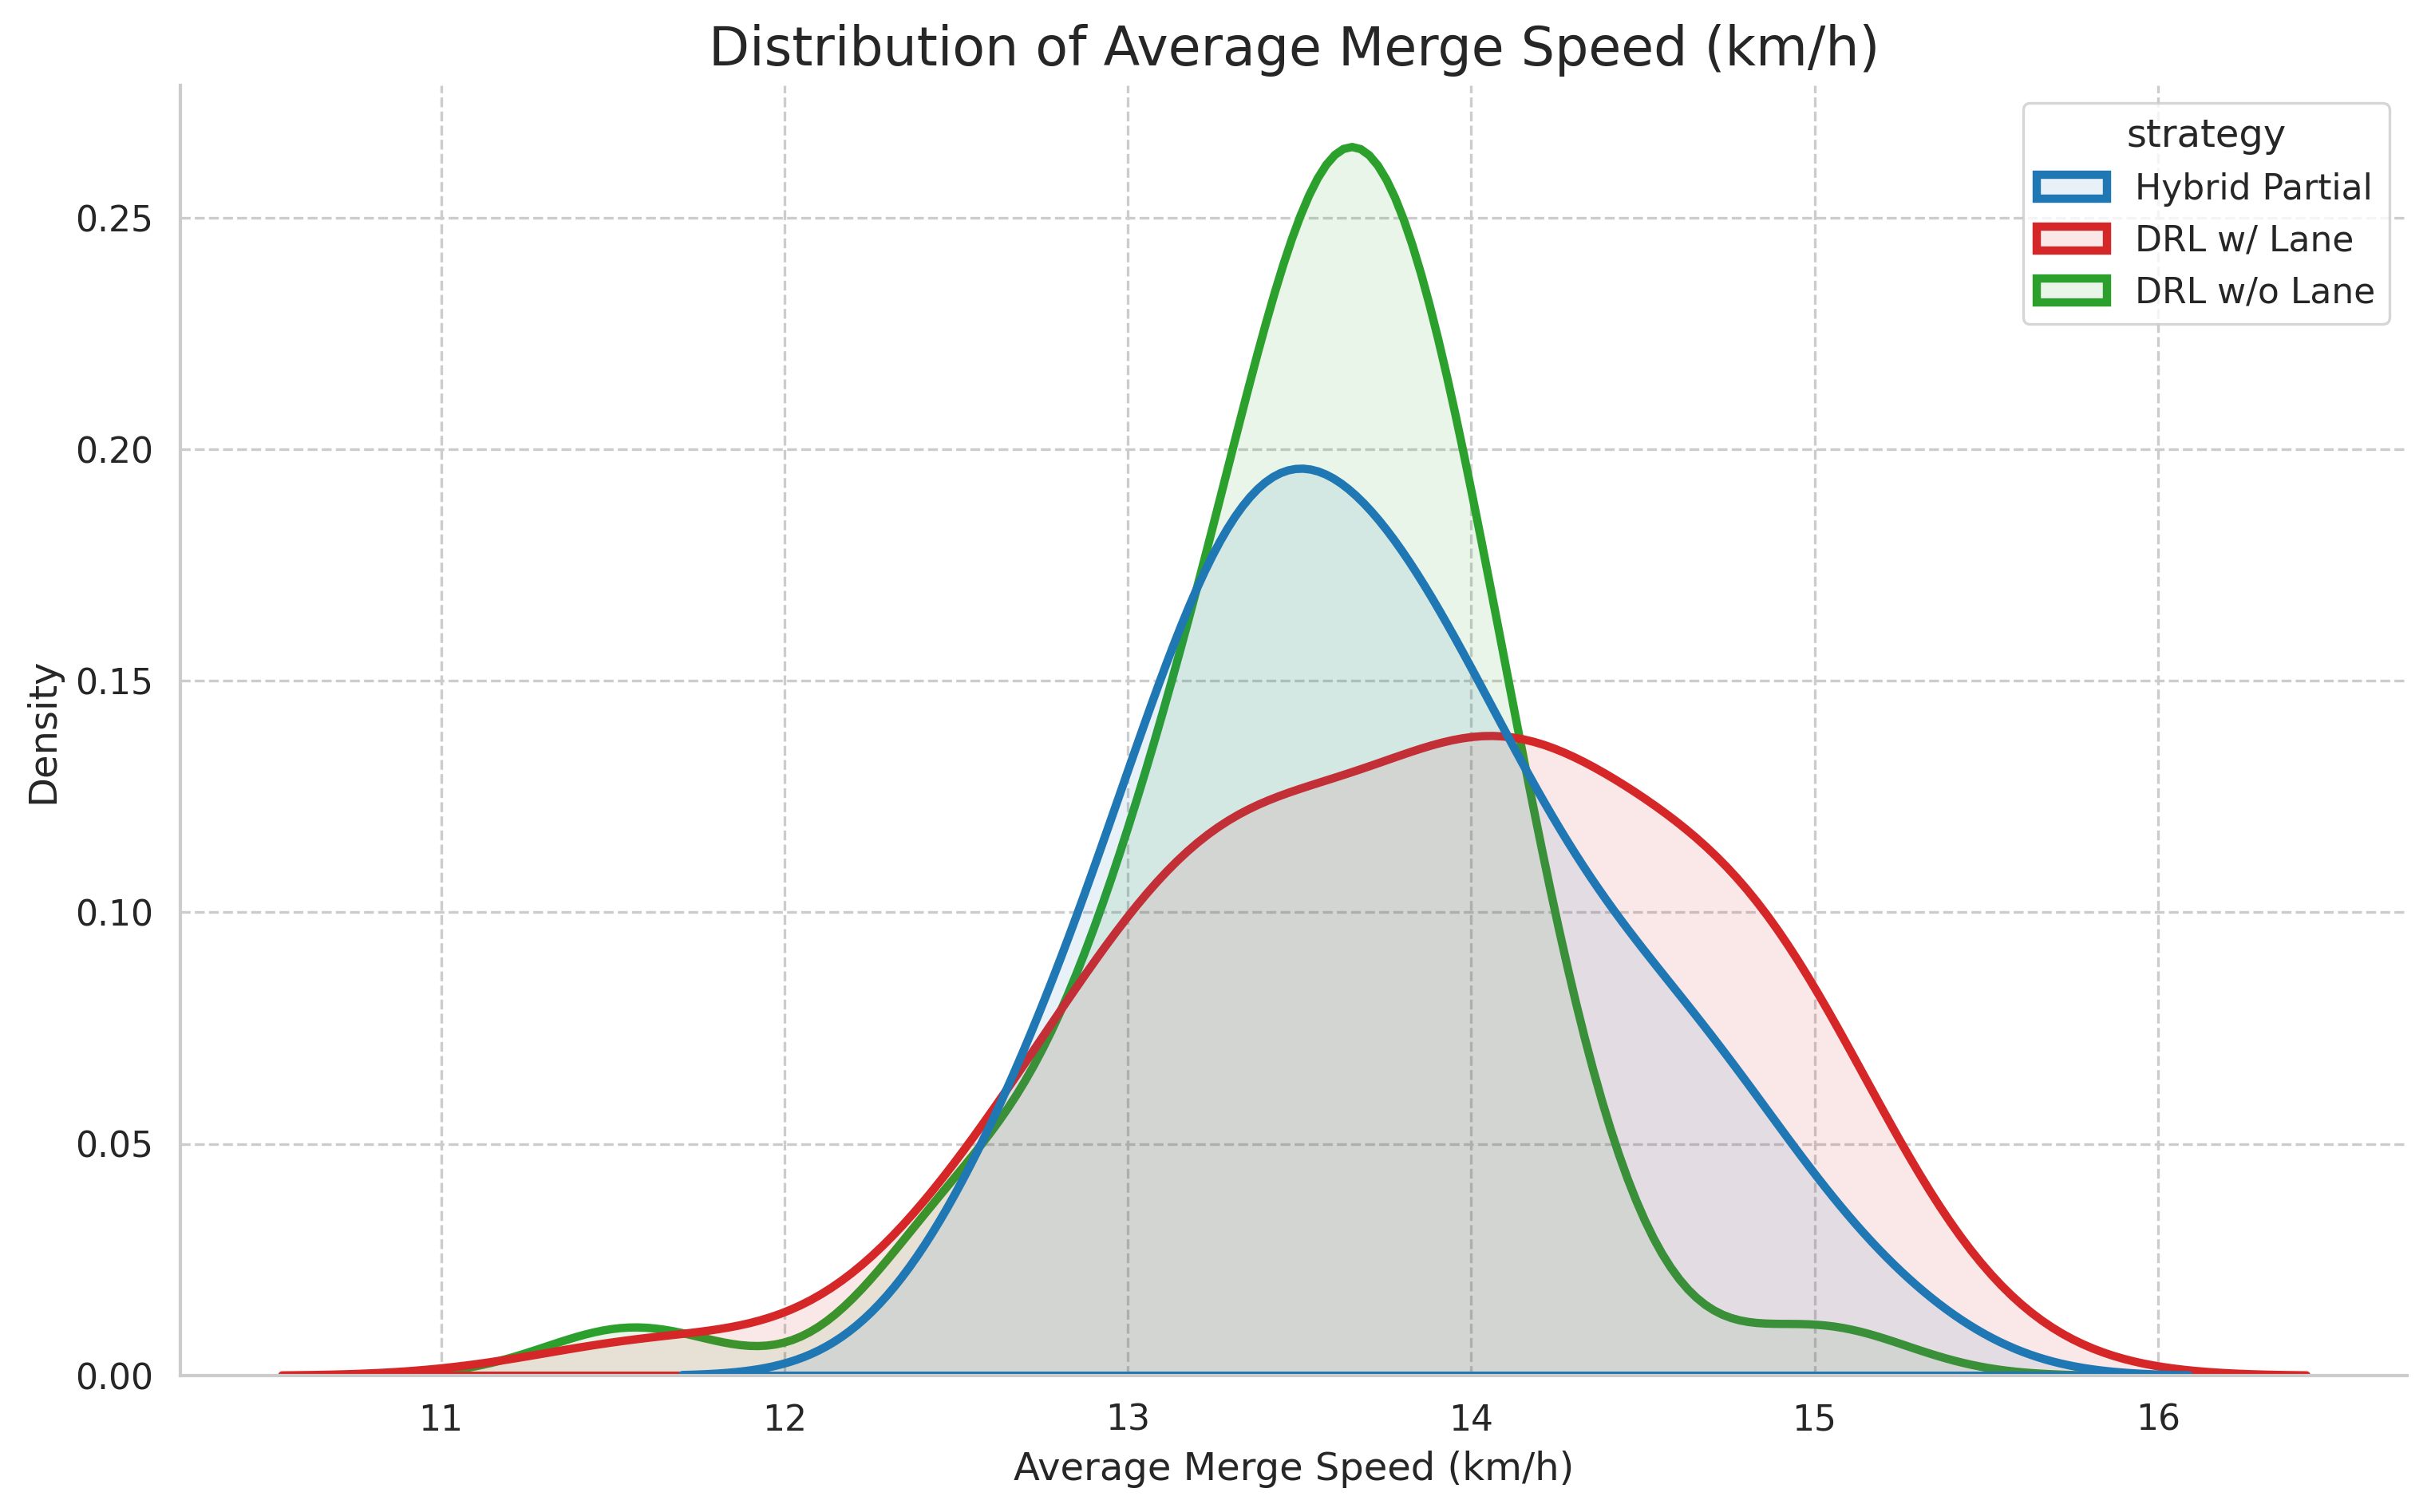 Distribution of Average Merge Speed (km/h)
strategy
Hybrid Partial
DRL w/ Lane
DRL w/o Lane
Density
0.25
0.20
0.15
0.10
0.05
0.00
11 12 13 14 15 16
Average Merge Speed (km/h)